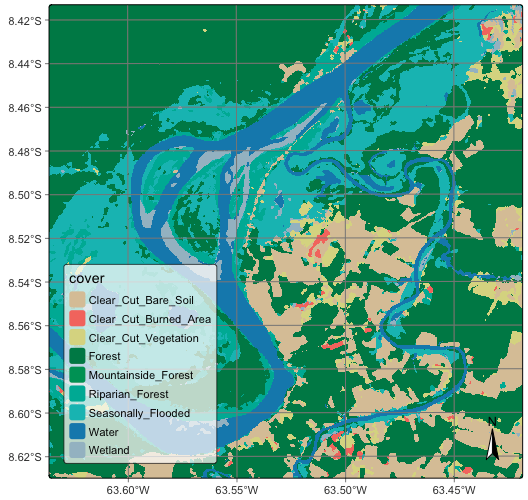 8.42°S
8.44°S
8.46°S
8.48°S
8.50°S
8.52°S
8.54°S
8.56°S
8.58°S
8.60°S
8.62°S
cover
Clear_Cut_Bare_Soil
Clear_Cut_Burned_Area
Clear_Cut_Vegetation
Forest
Mountainside_Forest
Riparian_Forest
Seasonally_Flooded
Water
Wetland
N
63.60°W 63.55°W 63.50°W 63.45°W